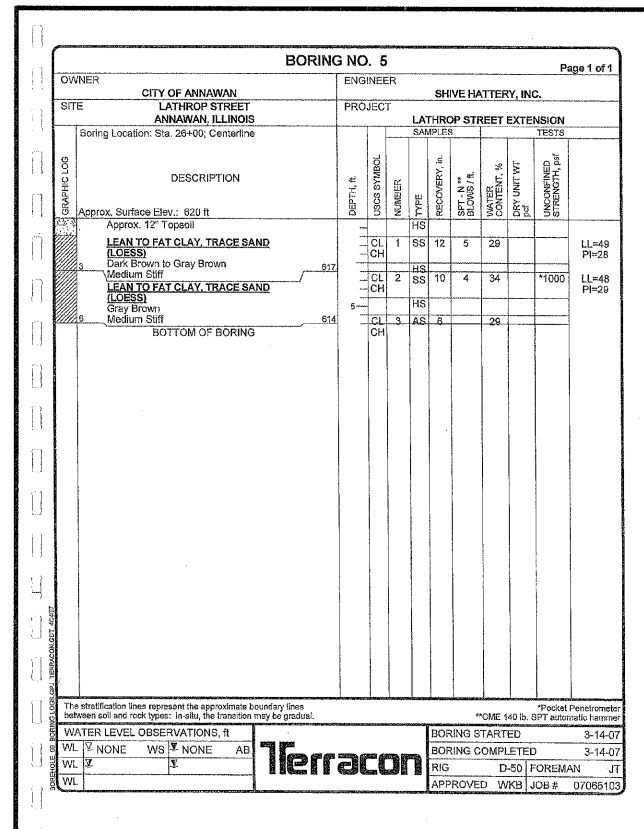 BORING NO. 5
Page 1 of 1
OWNER
CITY OF ANNAWAN
ENGINEER
SHIVE HATTERY, INC.
SITE
LATHROP STREET
ANNAWAN, ILLINOIS
PROJECT
LATHROP STREET EXTENSION
Boring Location: Sta. 26+00; Centerline
SAMPLES
TESTS
GRAPHIC LOG
DESCRIPTION
DEPTH, ft.
USCS SYMBOL
NUMBER
TYPE
RECOVERY, in.
SPT - N **
BLOWS / ft.
WATER
CONTENT, %
DRY UNIT WT
pcf
UNCONFINED
STRENGTH, psf
Approx. Surface Elev.: 620 ft
Approx. 12" Topsoil
HS
LEAN TO FAT CLAY, TRACE SAND
(LOESS)
CL 1 SS 12 5 29 LL=49
CH PI=28
Dark Brown to Gray Brown
3 Medium Stiff 617
HS
LEAN TO FAT CLAY, TRACE SAND
(LOESS)
CL 2 SS 10 4 34 *1000 LL=48
CH PI=29
Gray Brown
5 HS
6 Medium Stiff 614
CL 3 AS 6 29
CH
BOTTOM OF BORING
The stratification lines represent the approximate boundary lines
between soil and rock types: in-situ, the transition may be gradual.
*Pocket Penetrometer
**CME 140 lb. SPT automatic hammer
WATER LEVEL OBSERVATIONS, ft
WL NONE WS NONE AB
WL
WL
Terracon
BORING STARTED 3-14-07
BORING COMPLETED 3-14-07
RIG D-50 FOREMAN JT
APPROVED WKB JOB # 07065103